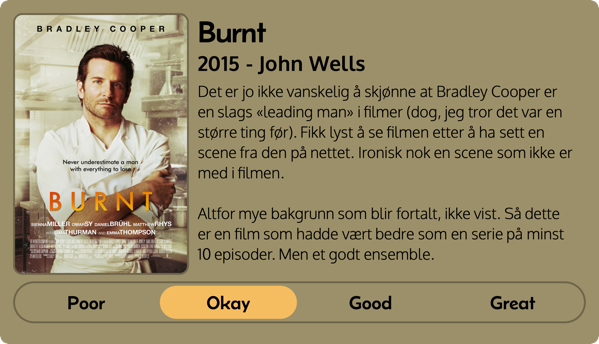 BRADLEY COOPER
Never underestimate a man
with everything to lose
BURNT
SIENNA MILLER OMAR SY DANIEL BRÜHL MATTHEW RHYS
UMA THURMAN AND EMMA THOMPSON
Burnt
2015 - John Wells
Det er jo ikke vanskelig å skjønne at Bradley Cooper er
en slags «leading man» i filmer (dog, jeg tror det var en
større ting før). Fikk lyst å se filmen etter å ha sett en
scene fra den på nettet. Ironisk nok en scene som ikke er
med i filmen.
Altfor mye bakgrunn som blir fortalt, ikke vist. Så dette
er en film som hadde vært bedre som en serie på minst
10 episoder. Men et godt ensemble.
Poor Okay Good Great